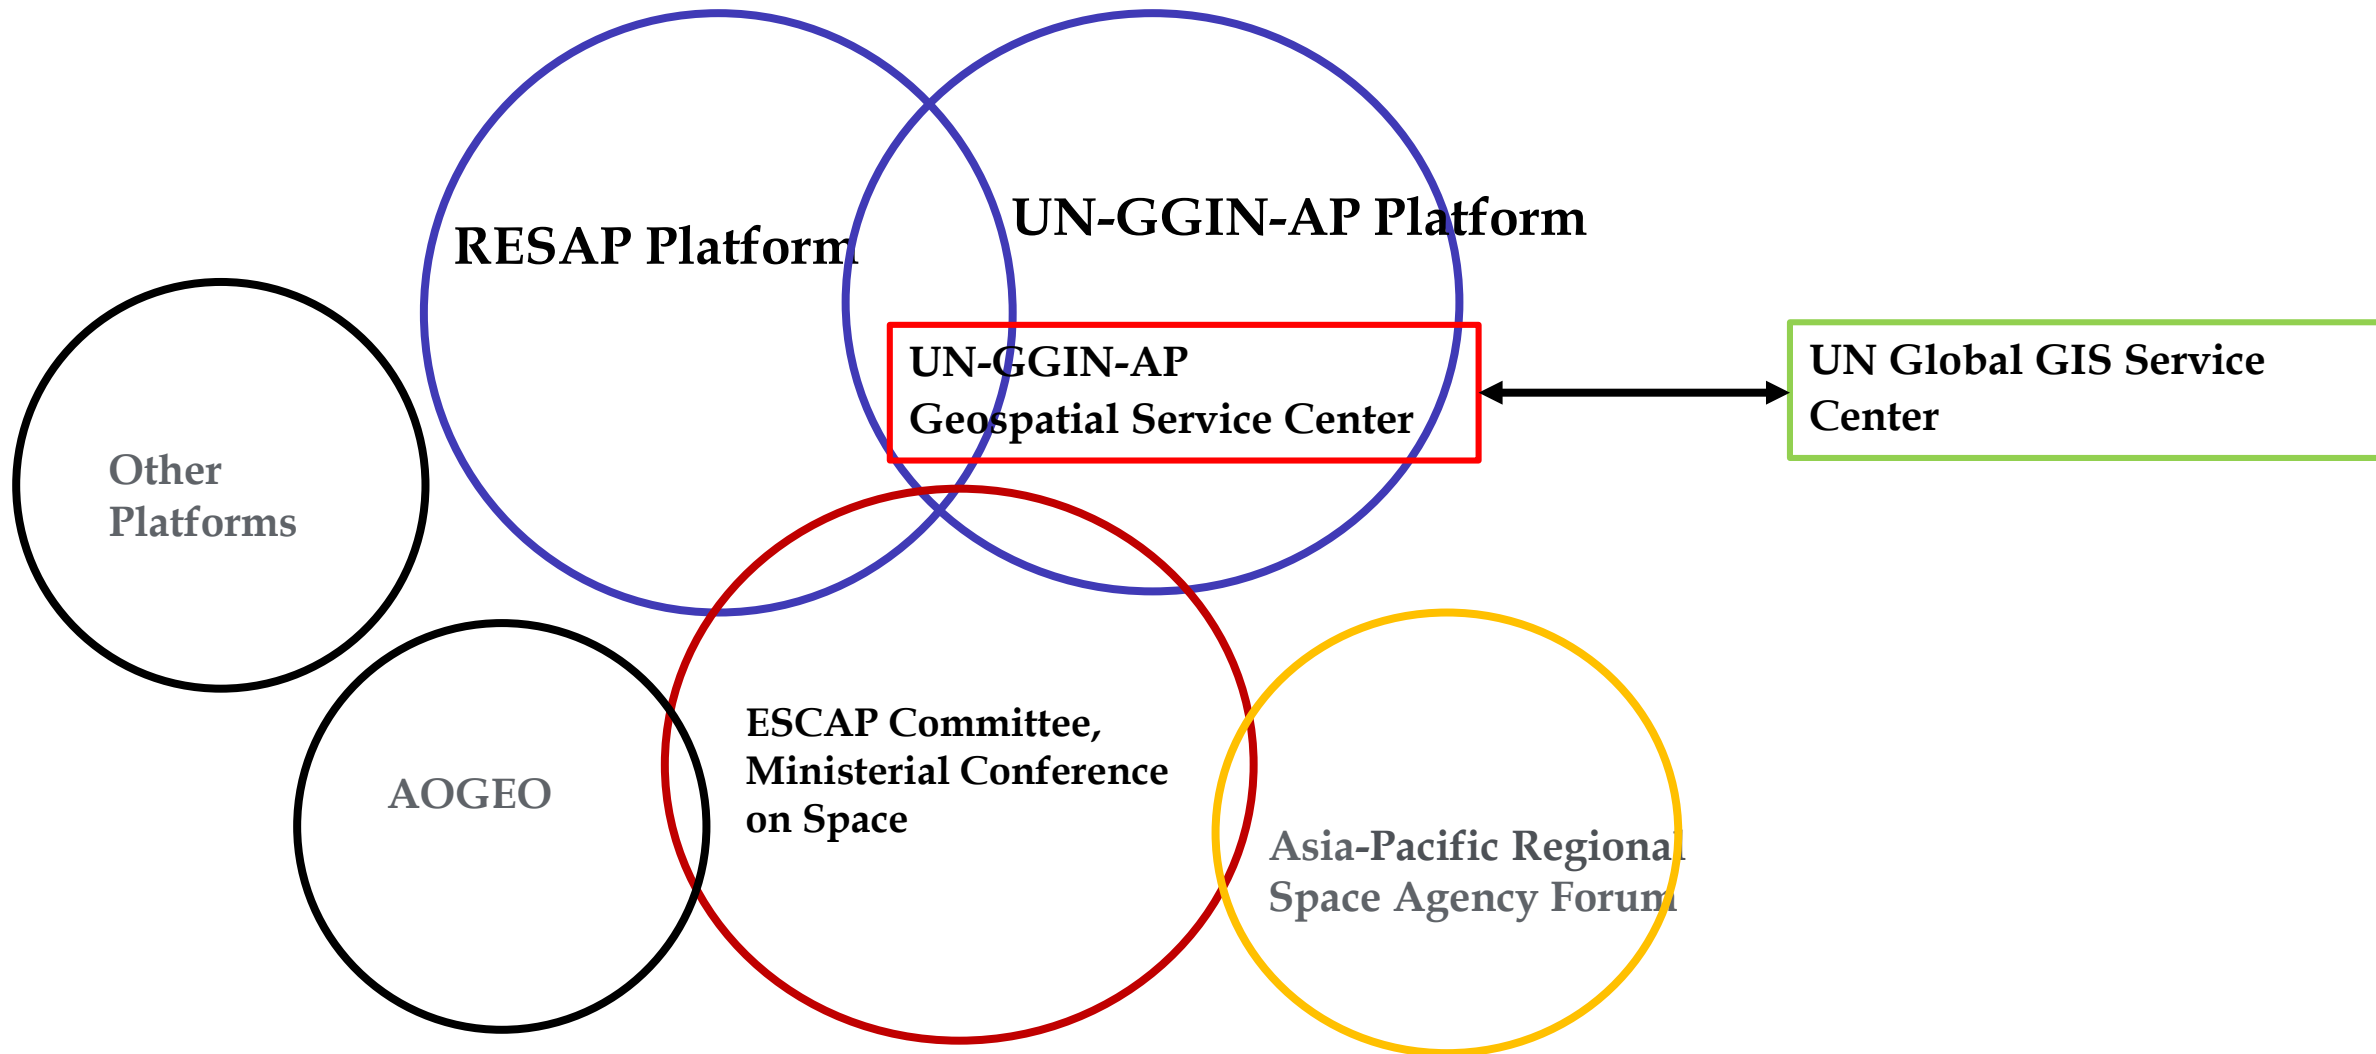 RESAP Platform
UN-GGIN-AP Platform
UN-GGIN-AP
Geospatial Service Center
UN Global GIS Service
Center
Other
Platforms
AOGEO
ESCAP Committee,
Ministerial Conference
on Space
Asia-Pacific Regional
Space Agency Forum